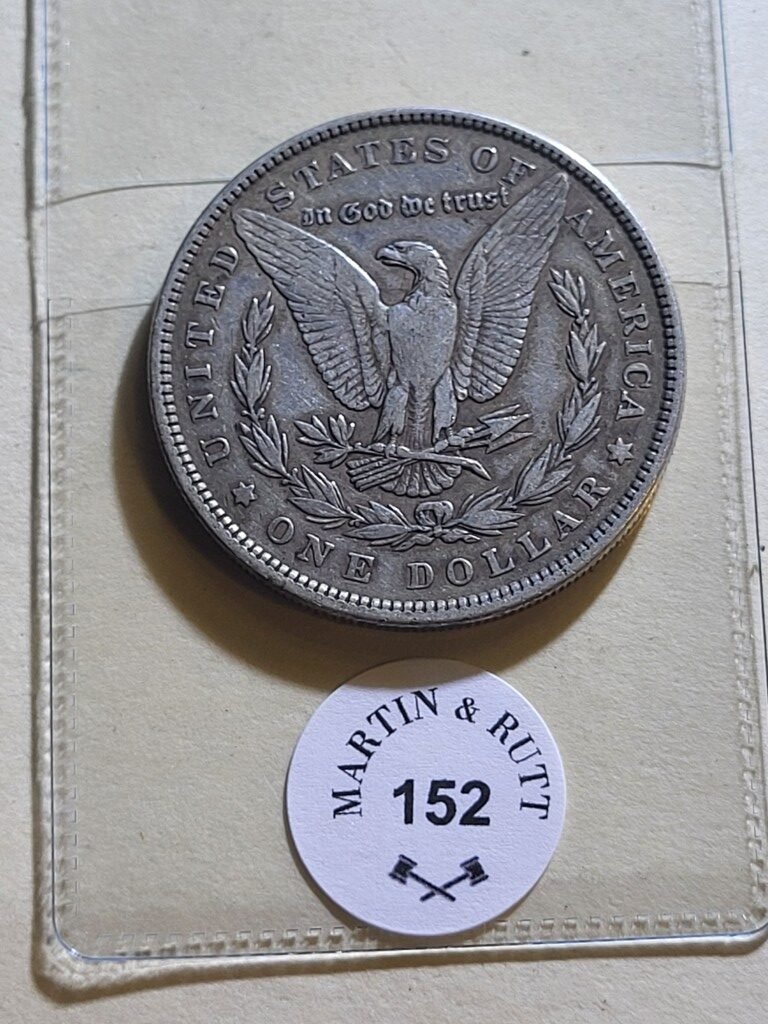 UNITED STATES OF AMERICA
In God we trust
ONE DOLLAR
MARTIN & RUTT
152